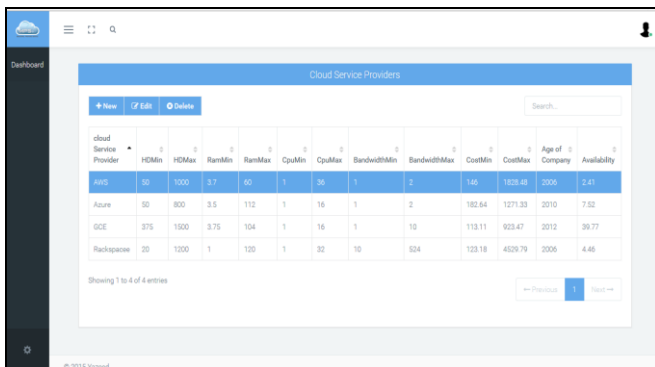 Dashboard
Cloud Service Providers
New Edit Delete
Search..
cloud Service Provider HDMin HDMax RamMin RamMax CpuMin CpuMax BandwidthMin BandwidthMax CostMin CostMax Age of Company Availability
AWS 50 1000 3.7 60 1 36 1 2 146 1828.48 2006 2.41
Azure 50 800 3.5 112 1 16 1 2 182.64 1271.33 2010 7.52
GCE 375 1500 3.75 104 1 16 1 10 113.11 923.47 2012 39.77
Rackspacee 20 1200 1 120 1 32 10 524 123.18 4529.79 2006 4.46
Showing 1 to 4 of 4 entries
←Previous 1 Next→